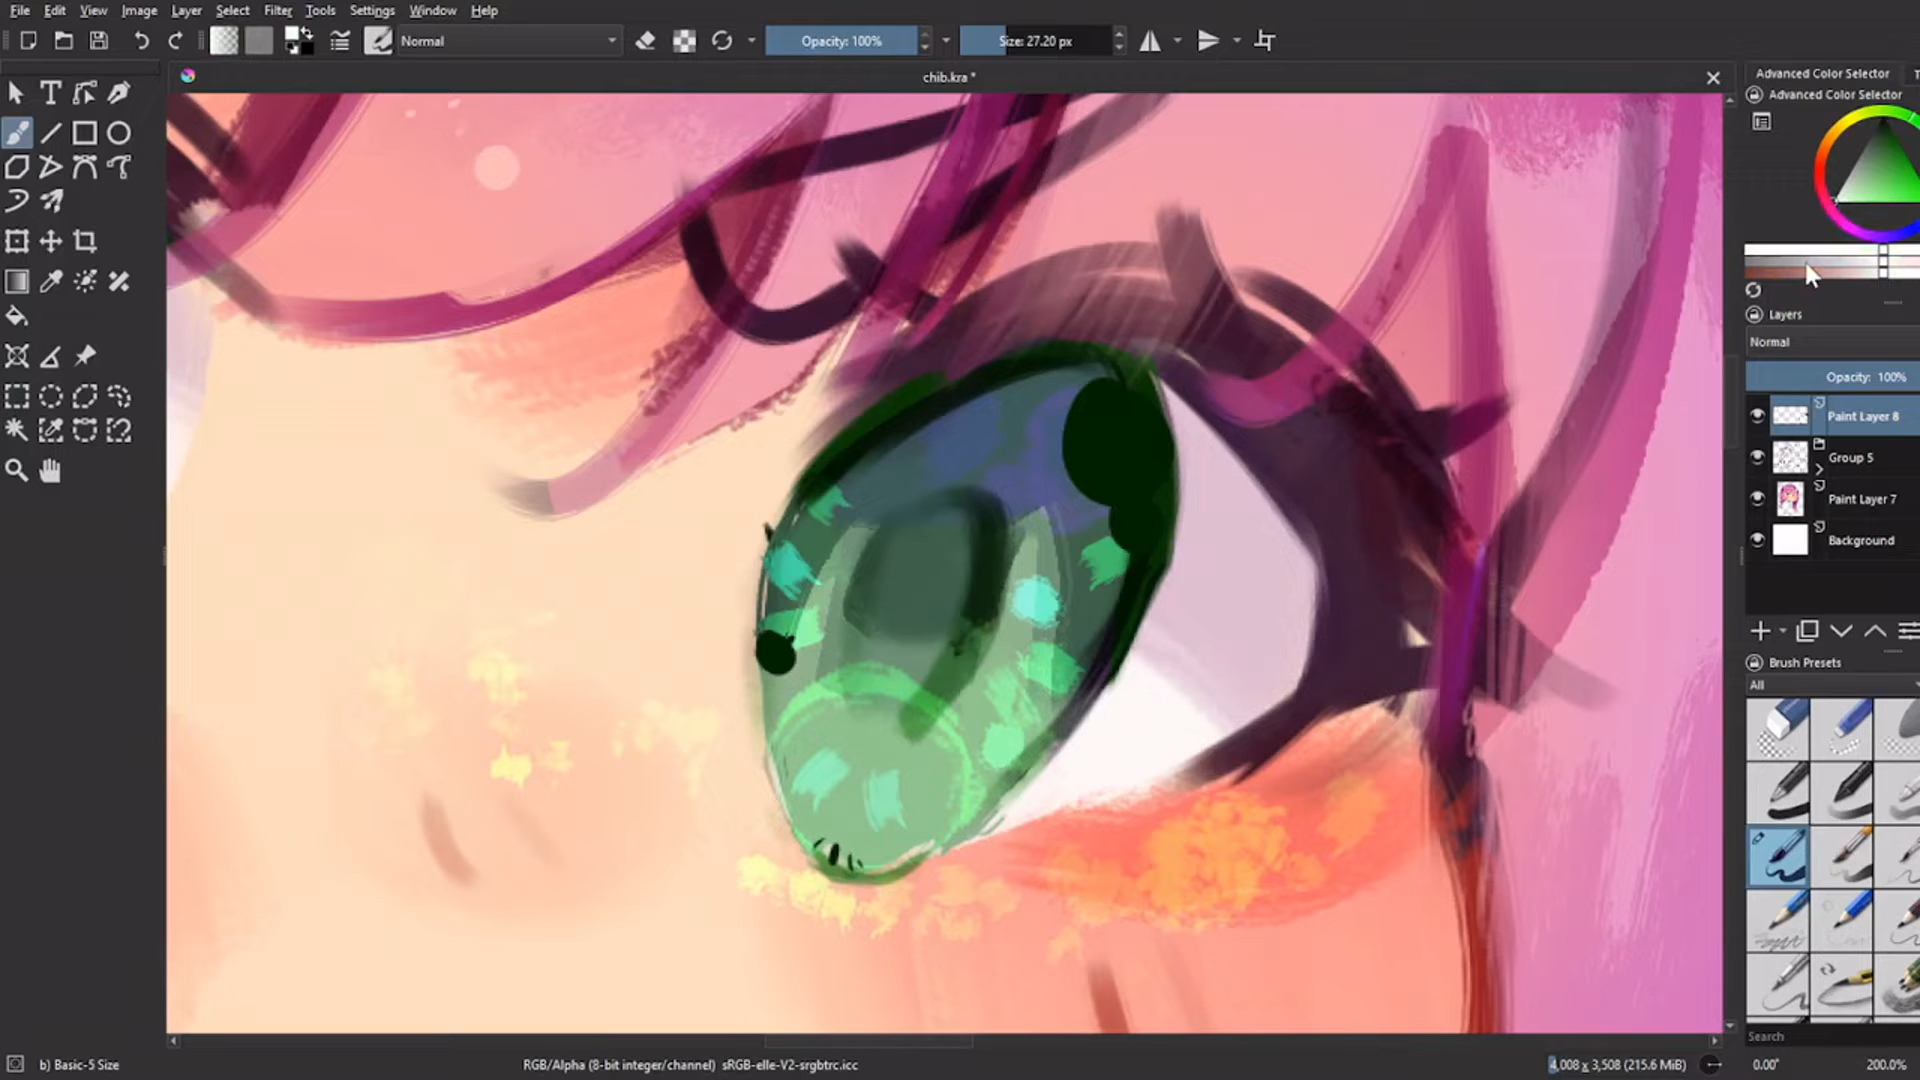 File Edit View Image Layer Select Filter Tools Settings Window Help
Normal
Opacity: 100%
Size: 27.20 px
chib.kra *
Advanced Color Selector
Advanced Color Selector
Layers
Normal
Opacity: 100%
Paint Layer 8
Group 5
Paint Layer 7
Background
Brush Presets
All
Search
b) Basic-5 Size
RGB/Alpha (8-bit integer/channel) sRGB-elle-V2-srgbtrc.icc
4,008 x 3,508 (215.6 MiB)
0.00°
200.0%